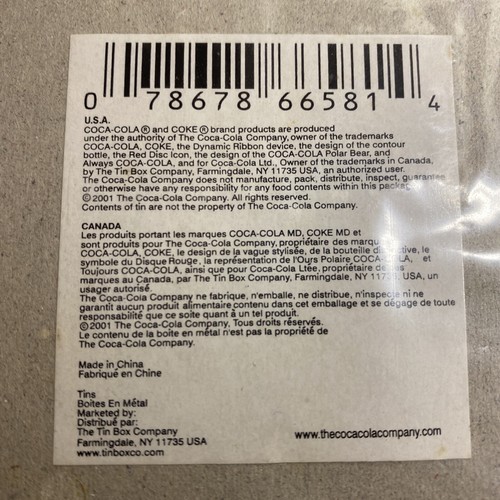 0 78678 66581 4
U.S.A.
COCA-COLA® and COKE® brand products are produced
under the authority of The Coca-Cola Company, owner of the trademarks
COCA-COLA, COKE, the Dynamic Ribbon device, the design of the contour
bottle, the Red Disc Icon, the design of the COCA-COLA Polar Bear, and
Always COCA-COLA, and for Coca-Cola Ltd., Owner of the trademarks in Canada,
by The Tin Box Company, Farmingdale, NY 11735 USA, an authorized user.
The Coca-Cola Company does not manufacture, pack, distribute, inspect, guarantee
or otherwise have any responsibility for any food contents within this package
©2001 The Coca-Cola Company. All rights reserved.
Contents of tin are not the property of The Coca-Cola Company.
CANADA
Les produits portant les marques COCA-COLA MD, COKE MD et
sont produits pour The Coca-Cola Company, propriétaire des marques
COCA-COLA, COKE, le design de la vague stylisée, de la bouteille le
symbole du Disque Rouge, la représentation de l'Ours Polaire COCA-COLA, et
Toujours COCA-COLA, ainsi que pour Coca-Cola Ltée, propriétaire des
marques au Canada, par The Tin Box Company, Farmingdale, NY 11735 USA, un
usager autorisé.
The Coca-Cola Company ne fabrique, n'emballe, ne distribue, n'inspecte ni ne
garantit aucun produit alimentaire contenu dans cet emballage et se dégage de toute
responsabilité que ce soite quant à un tel produit.
©2001 The Coca-Cola Company, Tous droits réservés.
Le contenu de la boite en métal n'est pas la propriété de
The Coca-Cola Company.
Made in China
Fabriqué en Chine
Tins
Boites En Métal
Marketed by:
Distribué par:
The Tin Box Company
Farmingdale, NY 11735 USA
www.tinboxco.com
www.thecocacolacompany.com